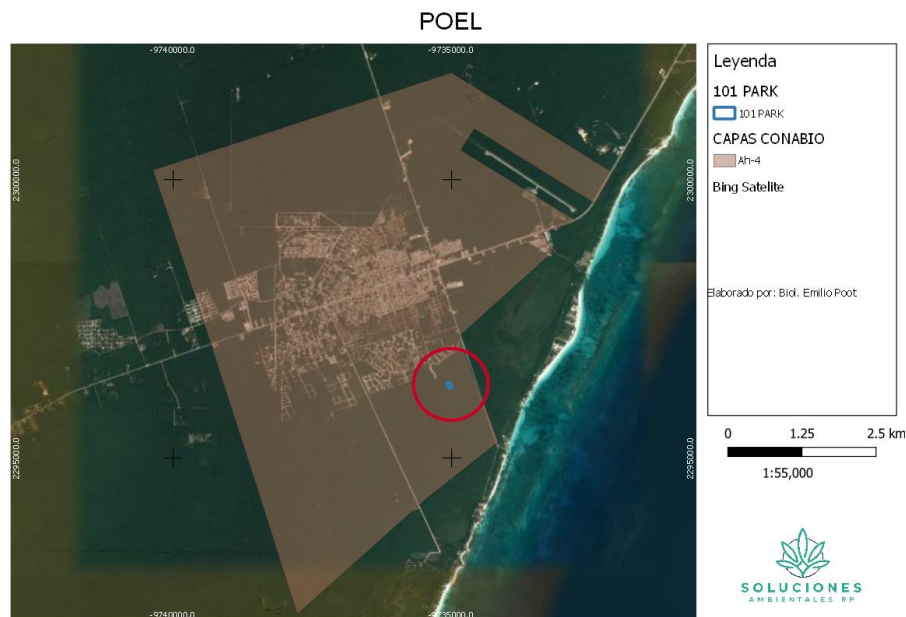 POEL
-9740000.0
-9735000.0
2300000.0
2300000.0
2295000.0
2295000.0
-9740000.0
-9735000.0
Leyenda
101 PARK
101 PARK
CAPAS CONABIO
Ah-4
Bing Satelite
Elaborado por: Biol. Emilio Poot
0 1.25 2.5 km
1:55,000
SOLUCIONES
AMBIENTALES RP